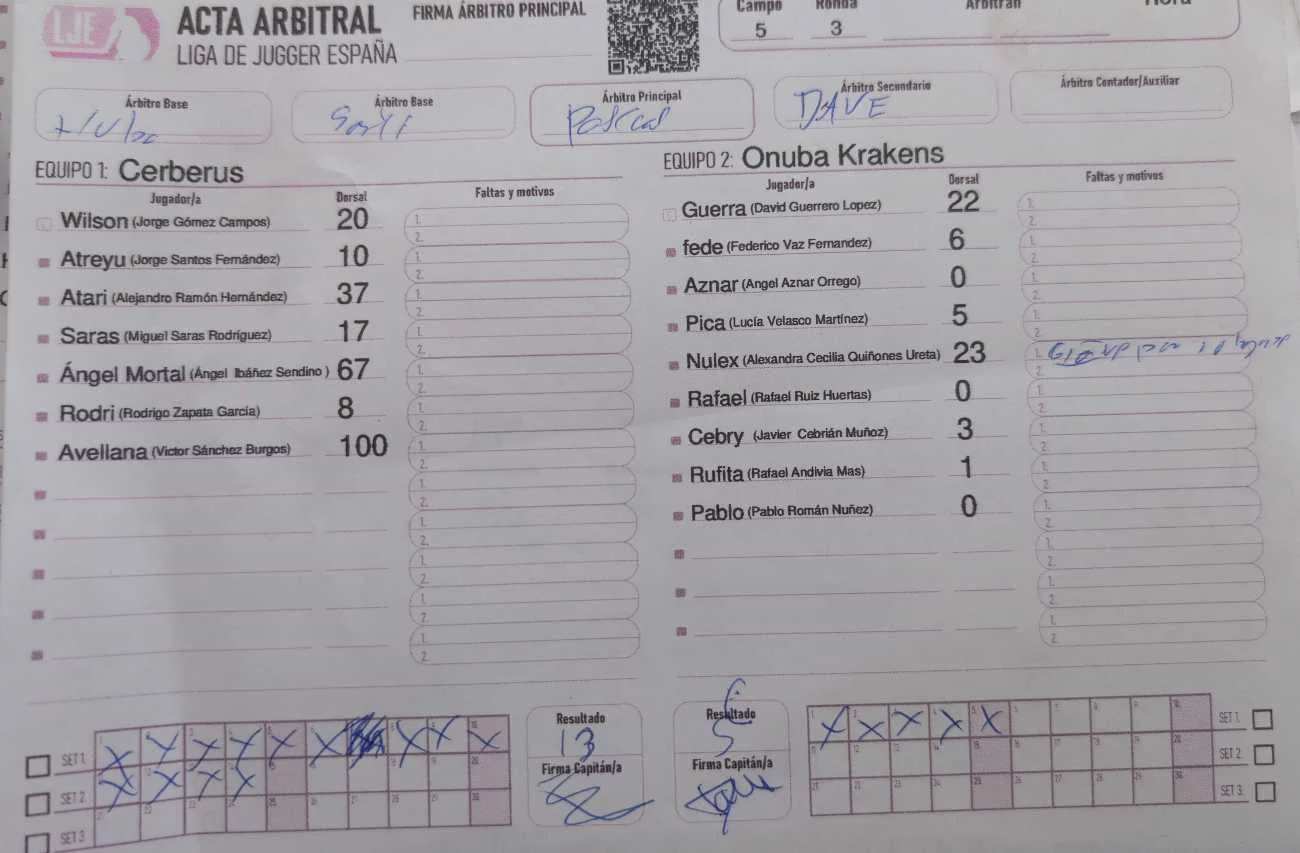 LJE ACTA ARBITRAL
LIGA DE JUGGER ESPAÑA
FIRMA ÁRBITRO PRINCIPAL
Campo Ronda
5 3
Árbitro Base
Árbitro Base
Árbitro Principal
Árbitro Secundario
DAVE
Árbitro Contador/Auxiliar
EQUIPO 1: Cerberus
Jugador/a Dorsal Faltas y motivos
Wilson (Jorge Gómez Campos) 20
Atreyu (Jorge Santos Fernández) 10
Atari (Alejandro Ramón Hernández) 37
Saras (Miguel Saras Rodríguez) 17
Ángel Mortal (Ángel Ibáñez Sendino ) 67
Rodri (Rodrigo Zapata García) 8
Avellana (Victor Sánchez Burgos) 100
EQUIPO 2: Onuba Krakens
Jugador/a Dorsal Faltas y motivos
Guerra (David Guerrero Lopez) 22
fede (Federico Vaz Fernandez) 6
Aznar (Angel Aznar Orrego) 0
Pica (Lucía Velasco Martínez) 5
Nulex (Alexandra Cecilia Quiñones Ureta) 23
Rafael (Rafael Ruiz Huertas) 0
Cebry (Javier Cebrián Muñoz) 3
Rufita (Rafael Andivia Mas) 1
Pablo (Pablo Román Nuñez) 0
SET 1
SET 2
SET 3
Resultado
13
Firma Capitán/a
Resultado
5
Firma Capitán/a
SET 1
SET 2
SET 3